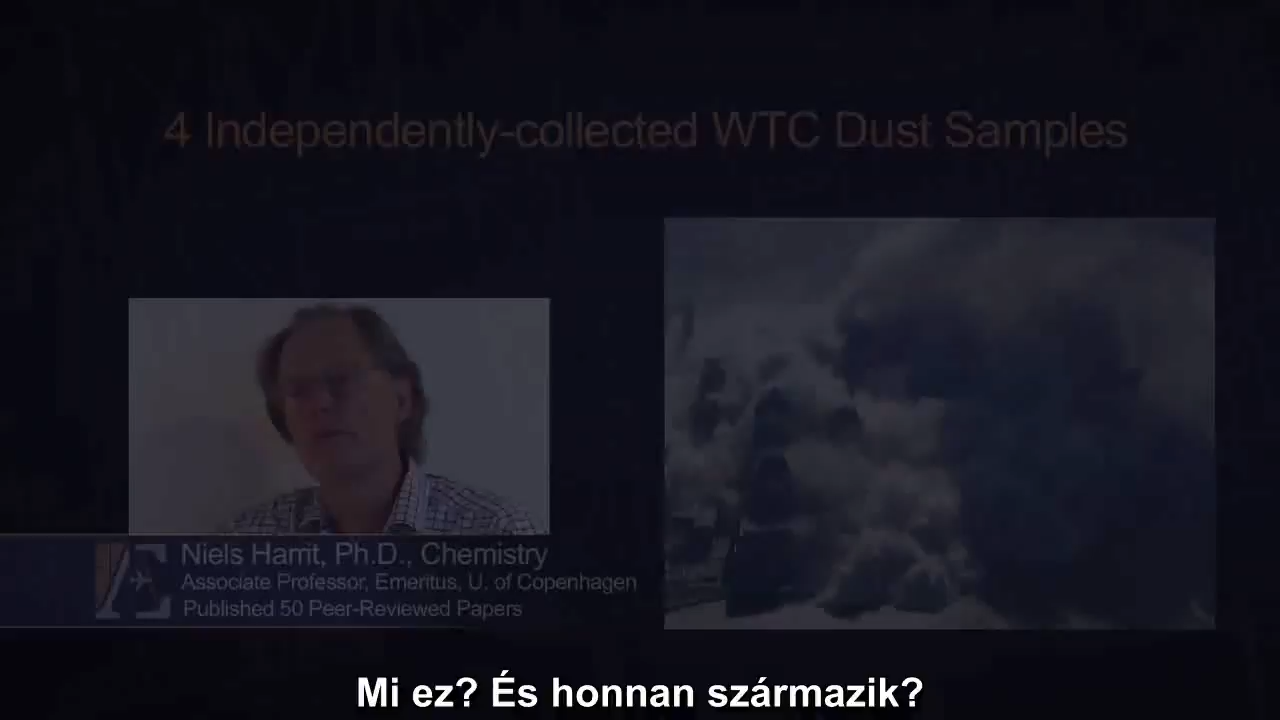 4 Independently-collected WTC Dust Samples
Niels Harrit, Ph.D., Chemistry
Associate Professor, Emeritus, U. of Copenhagen
Published 50 Peer-Reviewed Papers
Mi ez? És honnan származik?